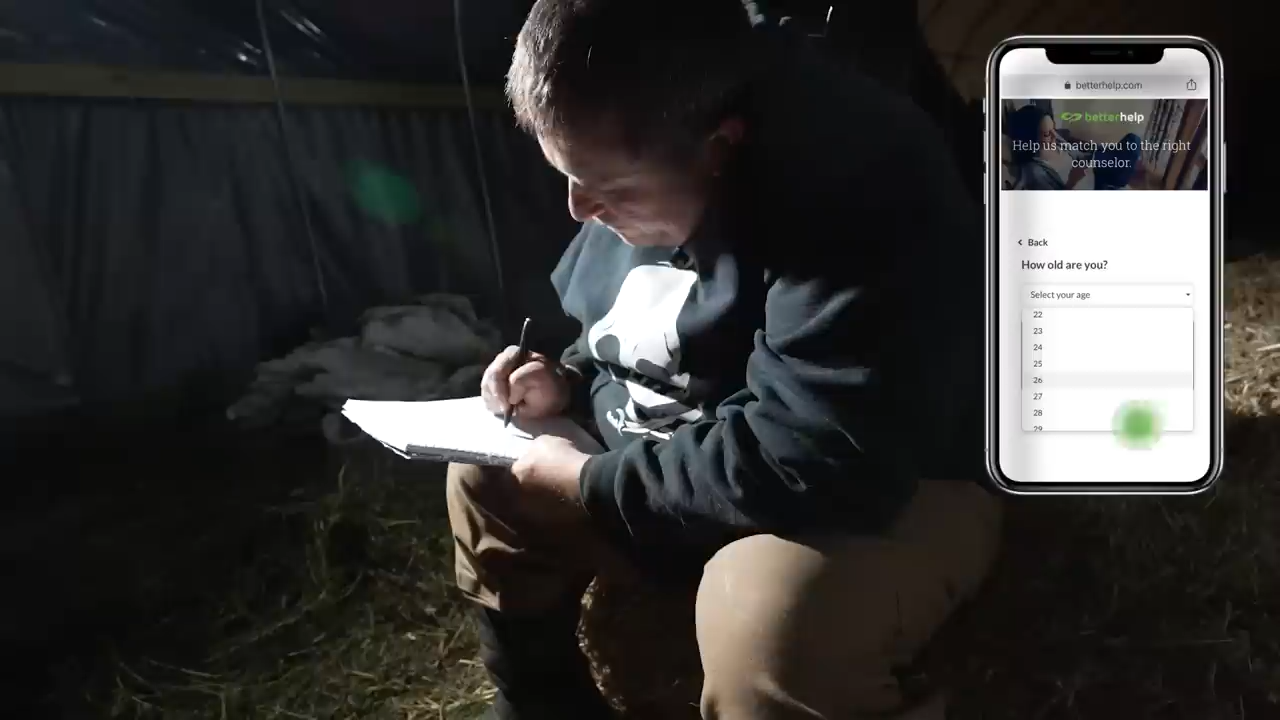 betterhelp.com
betterhelp
Help us match you to the right
counselor.
Back
How old are you?
Select your age
22
23
24
25
26
27
28
29